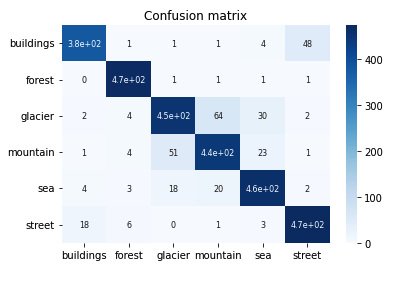 Confusion matrix
buildings 3.8e+02 1 1 1 4 48
forest 0 4.7e+02 1 1 1 1
glacier 2 4 4.5e+02 64 30 2
mountain 1 4 51 4.4e+02 23 1
sea 4 3 18 20 4.6e+02 2
street 18 6 0 1 3 4.7e+02
buildings forest glacier mountain sea street
400
300
200
100
0